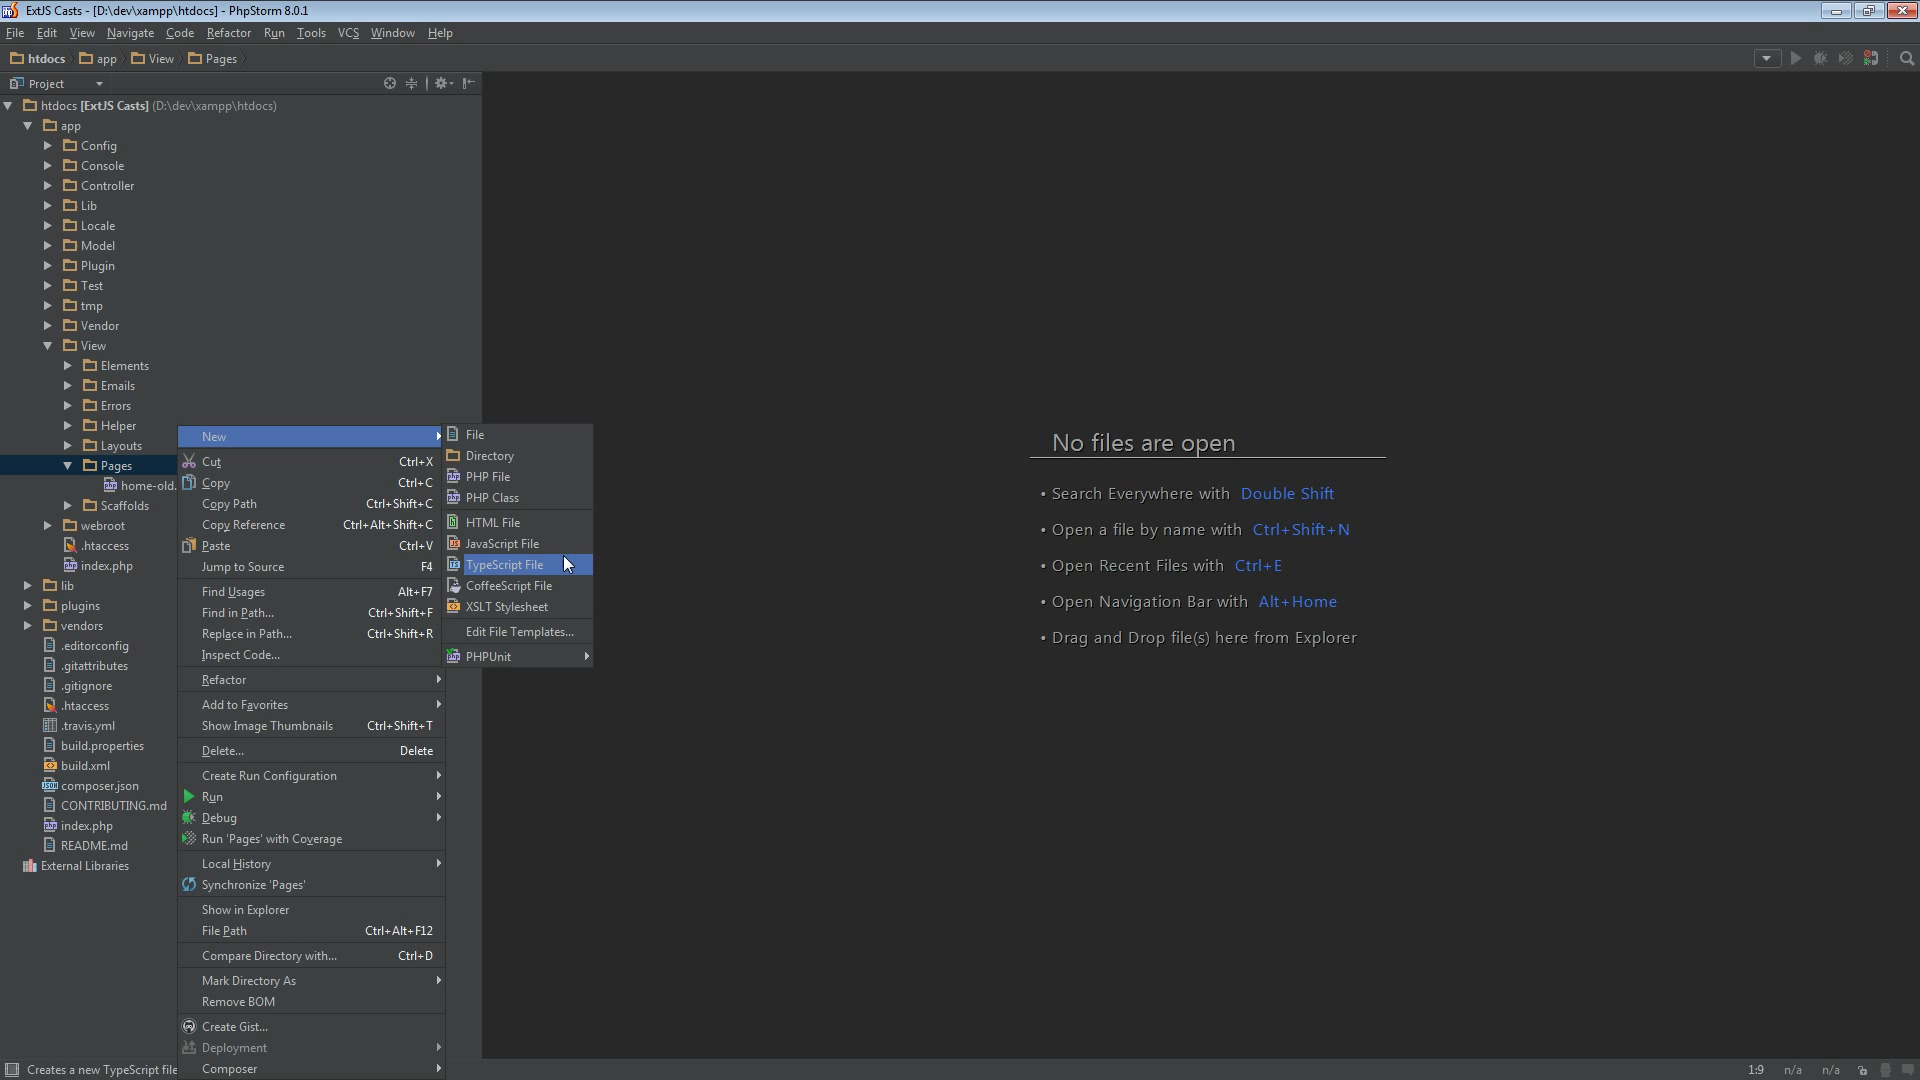 ExtJS Casts - [D:\dev\xampp\htdocs] - PhpStorm 8.0.1
File Edit View Navigate Code Refactor Run Tools VCS Window Help
htdocs app View Pages
Project
htdocs [ExtJS Casts] (D:\dev\xampp\htdocs)
app
Config
Console
Controller
Lib
Locale
Model
Plugin
Test
tmp
Vendor
View
Elements
Emails
Errors
Helper
Layouts
Pages
home-old.
Scaffolds
webroot
.htaccess
index.php
lib
plugins
vendors
.editorconfig
.gitattributes
.gitignore
.htaccess
.travis.yml
build.properties
build.xml
composer.json
CONTRIBUTING.md
index.php
README.md
External Libraries
New
Cut Ctrl+X
Copy Ctrl+C
Copy Path Ctrl+Shift+C
Copy Reference Ctrl+Alt+Shift+C
Paste Ctrl+V
Jump to Source F4
Find Usages Alt+F7
Find in Path... Ctrl+Shift+F
Replace in Path... Ctrl+Shift+R
Inspect Code...
Refactor
Add to Favorites
Show Image Thumbnails Ctrl+Shift+T
Delete... Delete
Create Run Configuration
Run
Debug
Run 'Pages' with Coverage
Local History
Synchronize 'Pages'
Show in Explorer
File Path Ctrl+Alt+F12
Compare Directory with... Ctrl+D
Mark Directory As
Remove BOM
Create Gist...
Deployment
Composer
File
Directory
PHP File
PHP Class
HTML File
JavaScript File
TypeScript File
CoffeeScript File
XSLT Stylesheet
Edit File Templates...
PHPUnit
No files are open
• Search Everywhere with Double Shift
• Open a file by name with Ctrl+Shift+N
• Open Recent Files with Ctrl+E
• Open Navigation Bar with Alt+Home
• Drag and Drop file(s) here from Explorer
Creates a new TypeScript file
1:9 n/a n/a